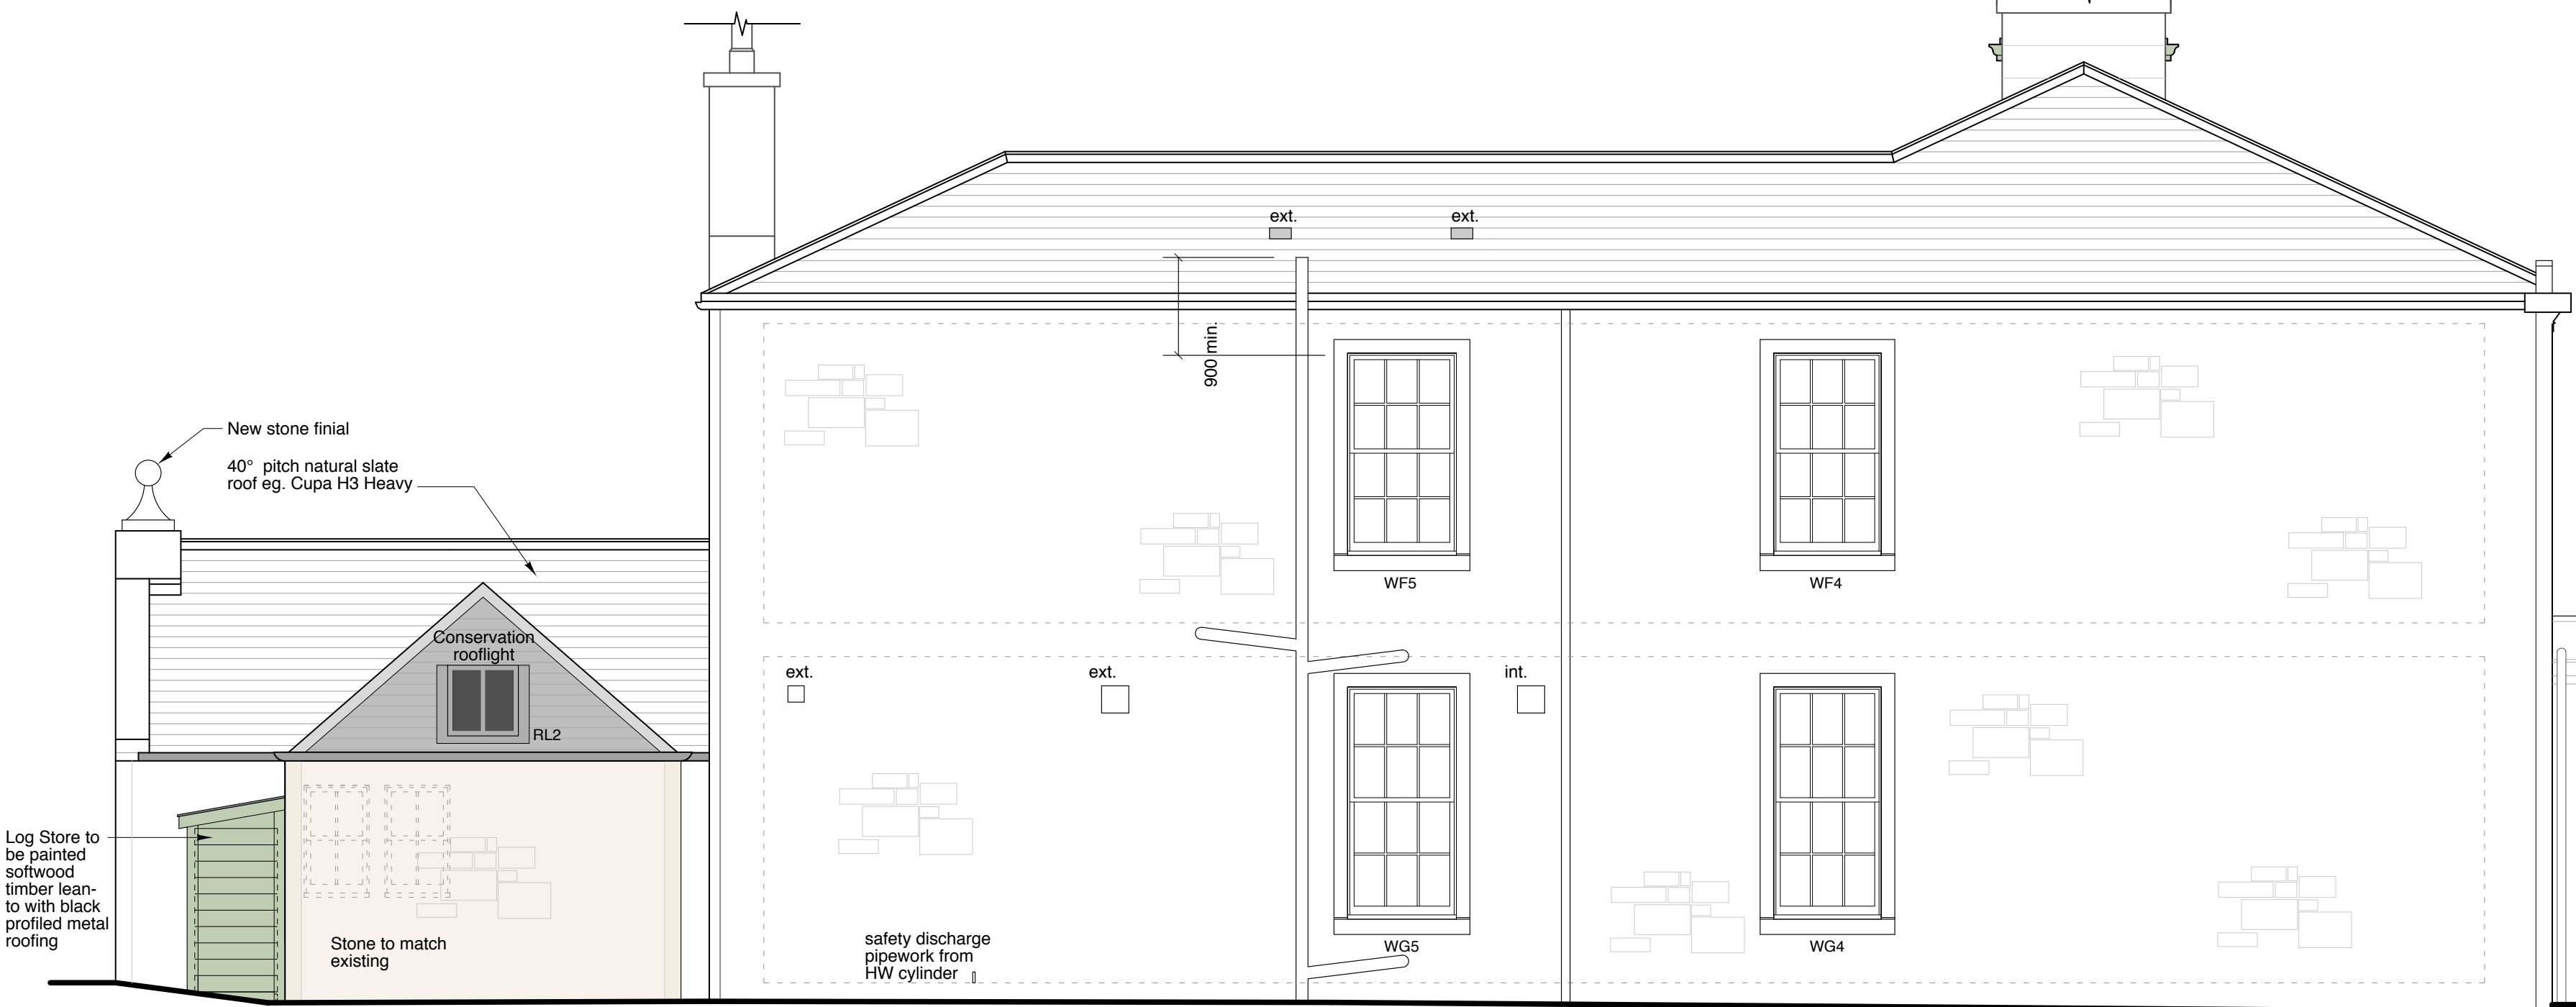 ext.
ext.
900 min.
New stone finial
40° pitch natural slate
roof eg. Cupa H3 Heavy
WF5
WF4
Conservation
rooflight
RL2
ext.
ext.
int.
Log Store to
be painted
softwood
timber lean-
to with black
profiled metal
roofing
Stone to match
existing
safety discharge
pipework from
HW cylinder
WG5
WG4